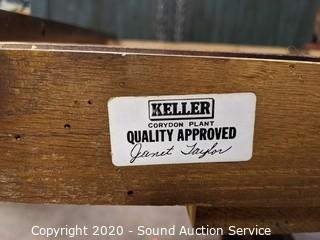 KELLER
CORYDON PLANT
QUALITY APPROVED
Janet Taylor
Copyright ©2020 - Sound Auction Service